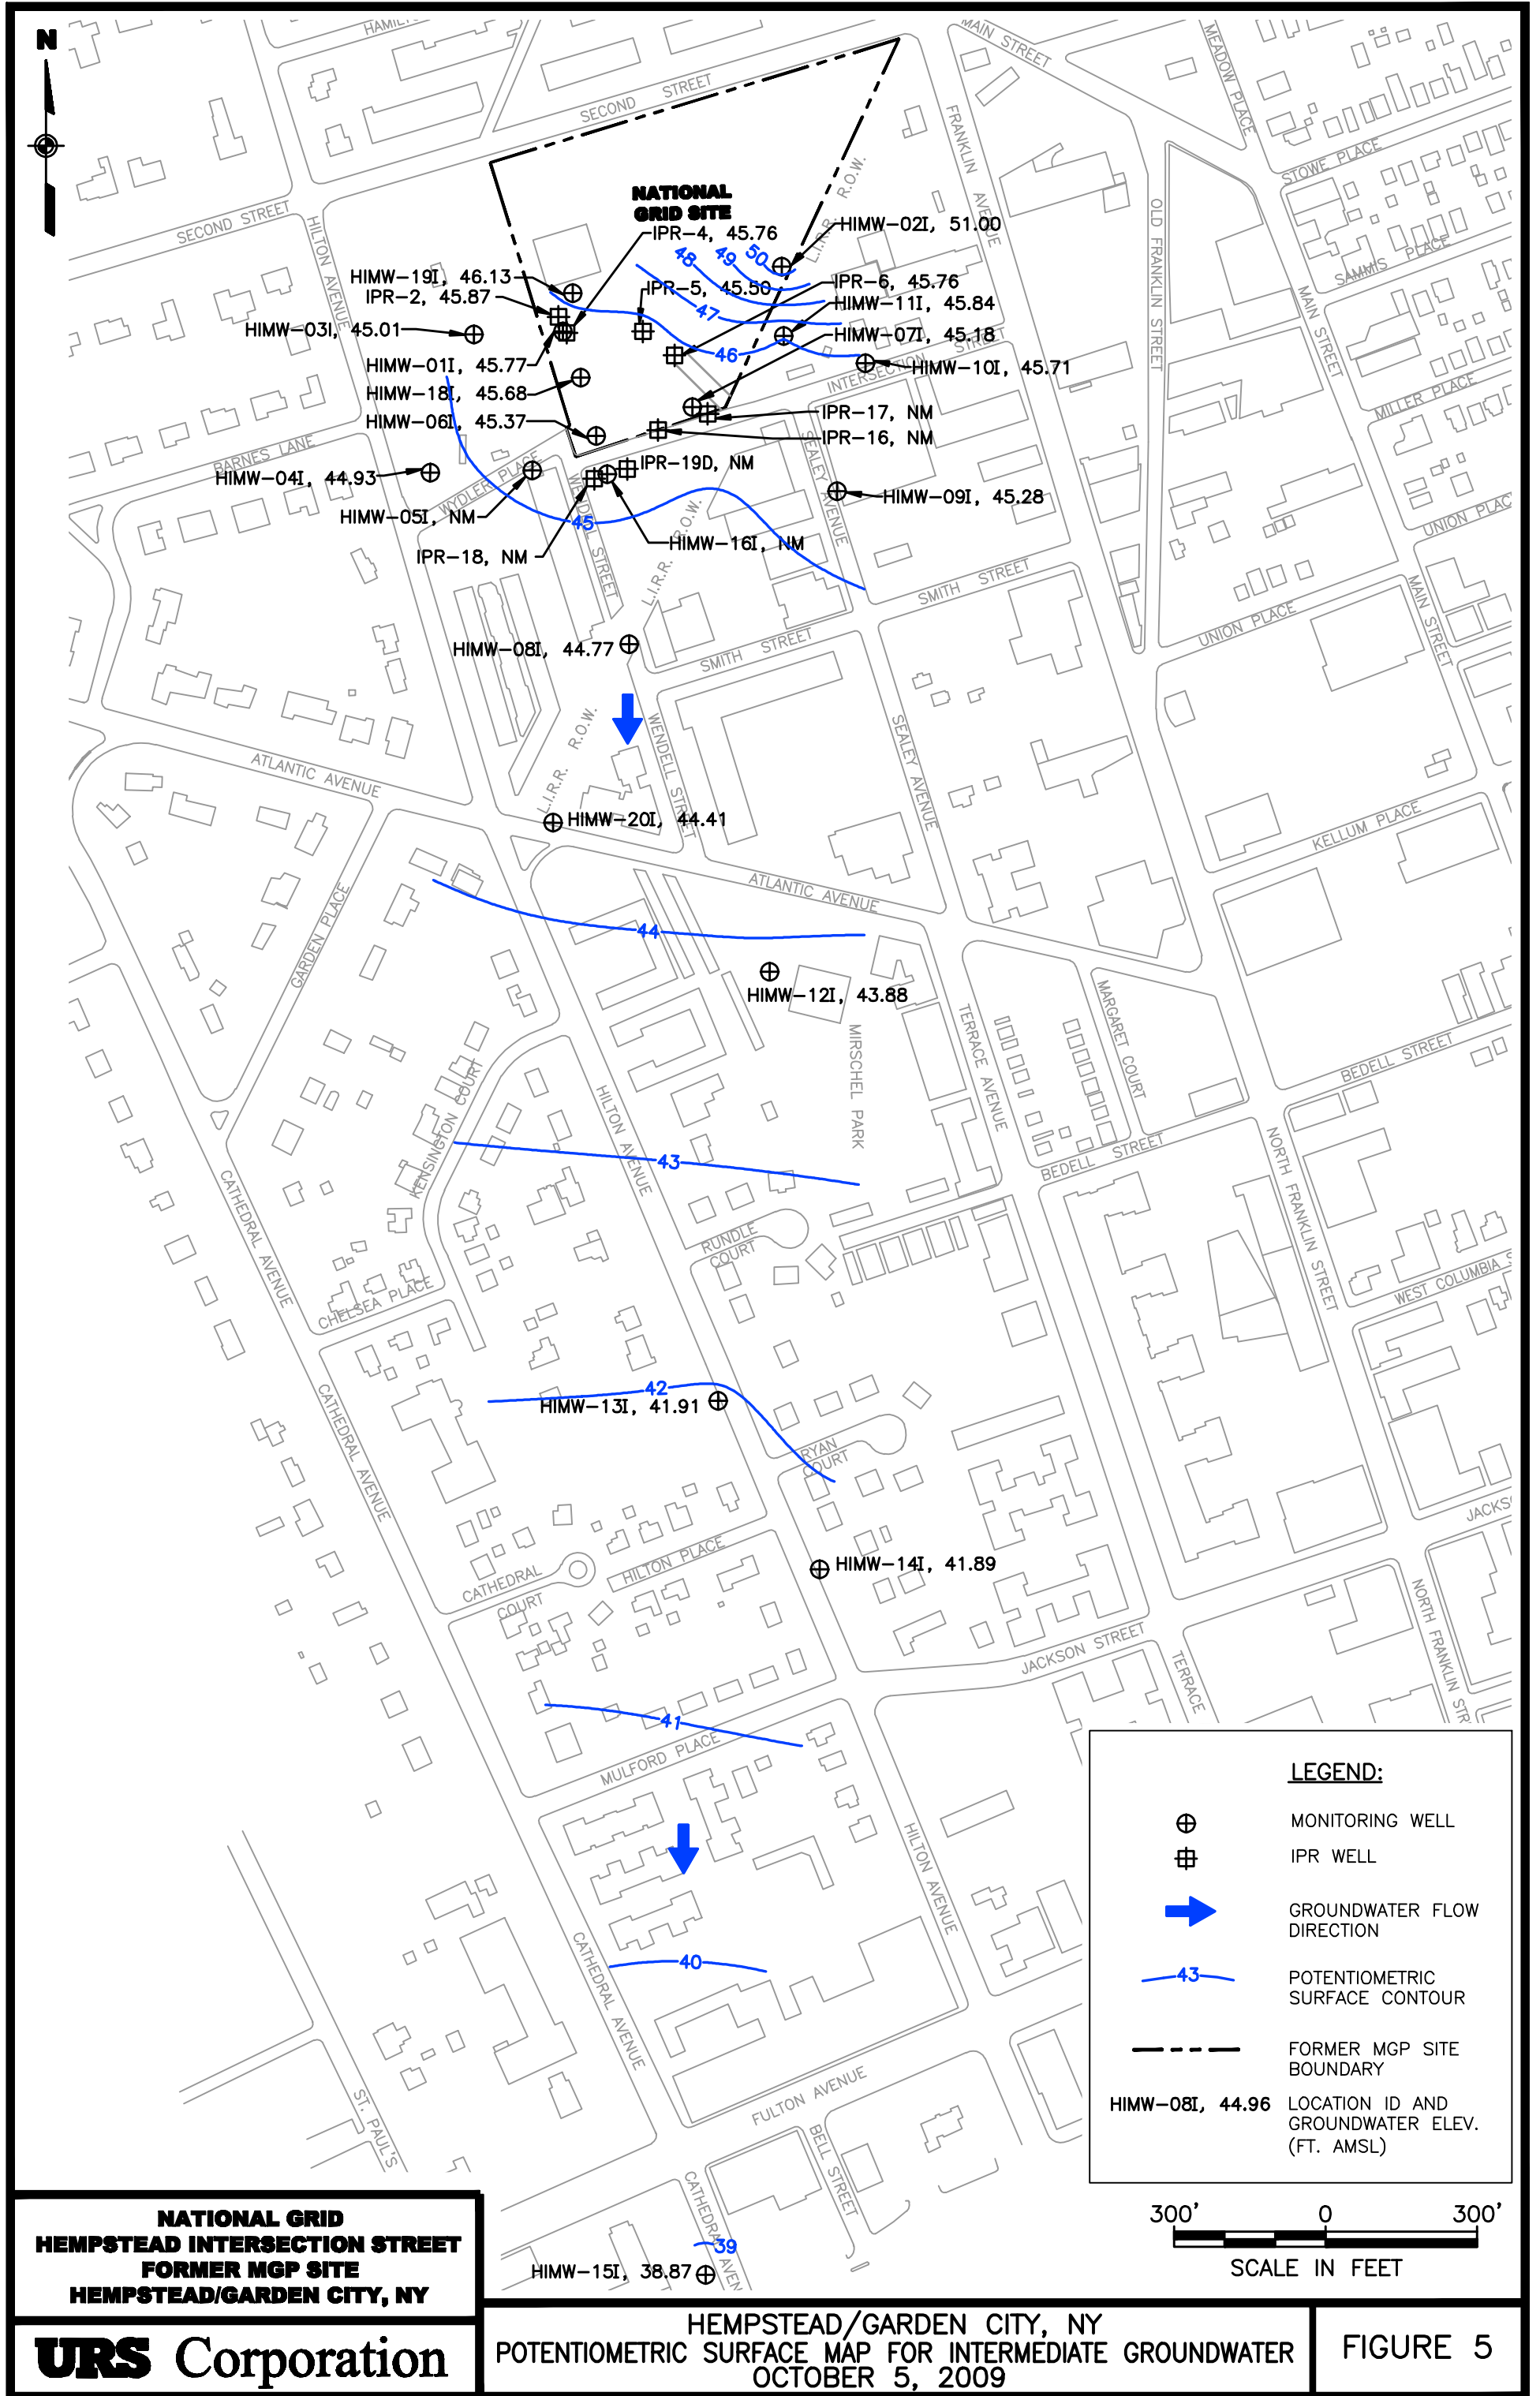 N
HAMIL
MAIN STREET
MEADOW PLACE
SECOND STREET
FRANKLIN AVENUE
STOWE PLACE
L.I.R.R. R.O.W.
OLD FRANKLIN STREET
NATIONAL
GRID SITE
SECOND STREET
HILTON AVENUE
IPR-4, 45.76
HIMW-02I, 51.00
48
49
50
SAMMIS PLACE
HIMW-19I, 46.13
IPR-2, 45.87
IPR-5, 45.50
IPR-6, 45.76
HIMW-11I, 45.84
47
HIMW-03I, 45.01
HIMW-07I, 45.18
MAIN STREET
46
HIMW-01I, 45.77
HIMW-10I, 45.71
INTERSECTION STREET
HIMW-18I, 45.68
MILLER PLACE
HIMW-06I, 45.37
IPR-17, NM
IPR-16, NM
BARNES LANE
HIMW-04I, 44.93
WYDLER PLACE
IPR-19D, NM
SEALEY AVENUE
HIMW-09I, 45.28
HIMW-05I, NM
WENDELL STREET
45
L.I.R.R. R.O.W.
UNION PLAC
IPR-18, NM
HIMW-16I, NM
SMITH STREET
MAIN STREET
UNION PLACE
HIMW-08I, 44.77
SMITH STREET
L.I.R.R. R.O.W.
WENDELL STREET
SEALEY AVENUE
ATLANTIC AVENUE
HIMW-20I, 44.41
KELLUM PLACE
ATLANTIC AVENUE
GARDEN PLACE
44
HIMW-12I, 43.88
MIRSCHEL PARK
TERRACE AVENUE
MARGARET COURT
BEDELL STREET
KENSINGTON COURT
HILTON AVENUE
43
BEDELL STREET
NORTH FRANKLIN STREET
CATHEDRAL AVENUE
RUNDLE
COURT
CHELSEA PLACE
WEST COLUMBIA S
42
HIMW-13I, 41.91
CATHEDRAL AVENUE
RYAN
COURT
JACKS
HILTON PLACE
HIMW-14I, 41.89
CATHEDRAL
COURT
NORTH FRANKLIN STR
JACKSON STREET
TERRACE
41
MULFORD PLACE
HILTON AVENUE
CATHEDRAL AVENUE
40
FULTON AVENUE
BELL STREET
ST. PAUL'S
CATHEDRAL AVEN
39
HIMW-15I, 38.87
LEGEND:
MONITORING WELL
IPR WELL
GROUNDWATER FLOW
DIRECTION
43
POTENTIOMETRIC
SURFACE CONTOUR
FORMER MGP SITE
BOUNDARY
HIMW-08I, 44.96
LOCATION ID AND
GROUNDWATER ELEV.
(FT. AMSL)
300' 0 300'
SCALE IN FEET
NATIONAL GRID
HEMPSTEAD INTERSECTION STREET
FORMER MGP SITE
HEMPSTEAD/GARDEN CITY, NY
URS Corporation
HEMPSTEAD/GARDEN CITY, NY
POTENTIOMETRIC SURFACE MAP FOR INTERMEDIATE GROUNDWATER
OCTOBER 5, 2009
FIGURE 5